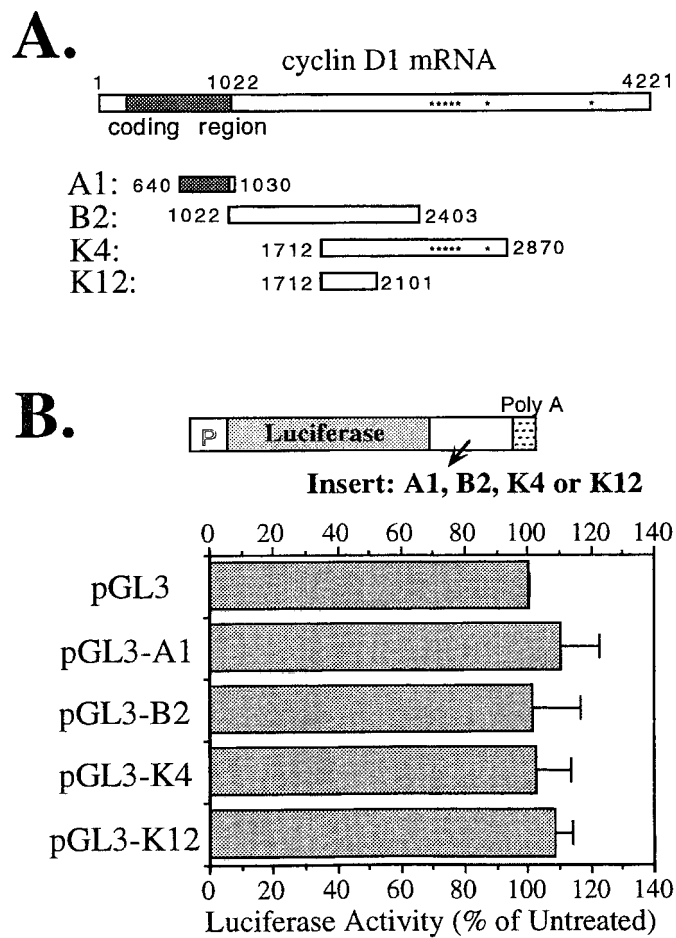 A.
cyclin D1 mRNA
1 1022 4221
***** * *
coding region
A1: 640 1030
B2: 1022 2403
K4: 1712 ***** * 2870
K12: 1712 2101
B.
Poly A
P Luciferase
Insert: A1, B2, K4 or K12
0 20 40 60 80 100 120 140
pGL3
pGL3-A1
pGL3-B2
pGL3-K4
pGL3-K12
0 20 40 60 80 100 120 140
Luciferase Activity (% of Untreated)